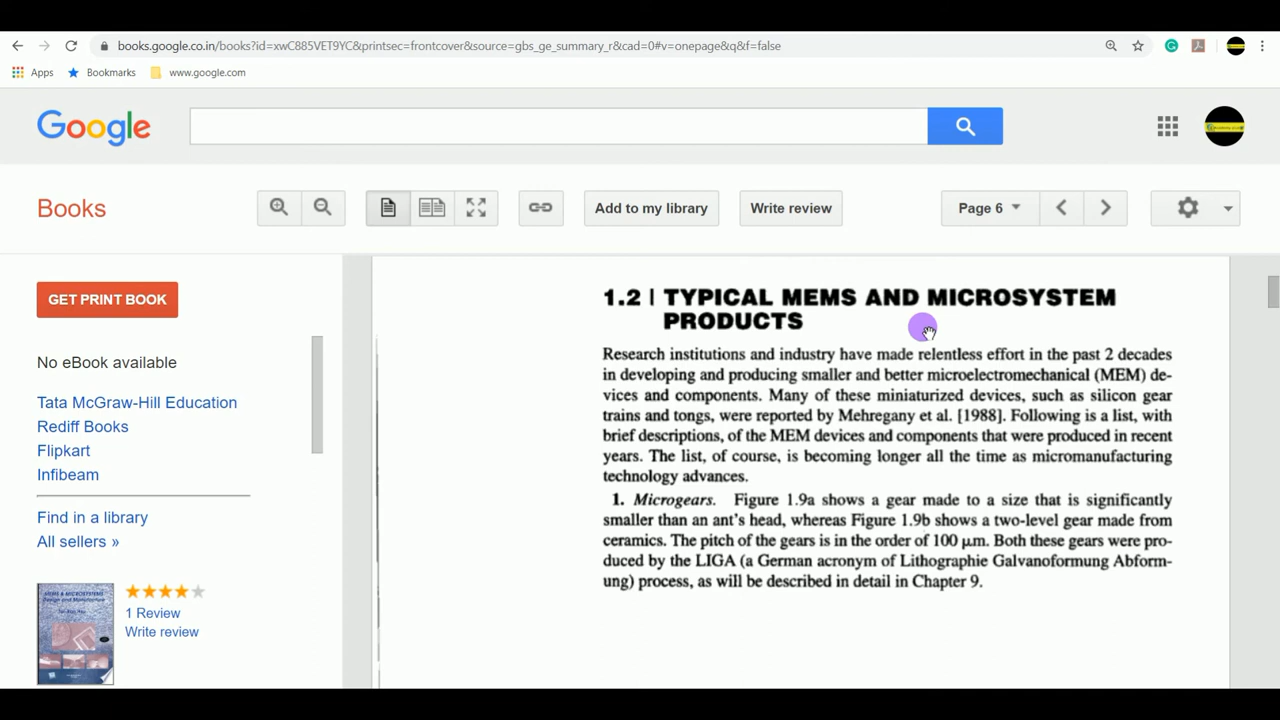 books.google.co.in/books?id=xwC885VET9YC&printsec=frontcover&source=gbs_ge_summary_r&cad=0#v=onepage&q&f=false
Apps Bookmarks www.google.com
Google
Books
Add to my library Write review Page 6
GET PRINT BOOK
No eBook available
Tata McGraw-Hill Education
Rediff Books
Flipkart
Infibeam
Find in a library
All sellers »
1 Review
Write review
MEMS & MICROSYSTEMS
Design and Manufacture
1.2 | TYPICAL MEMS AND MICROSYSTEM
PRODUCTS
Research institutions and industry have made relentless effort in the past 2 decades
in developing and producing smaller and better microelectromechanical (MEM) de-
vices and components. Many of these miniaturized devices, such as silicon gear
trains and tongs, were reported by Mehregany et al. [1988]. Following is a list, with
brief descriptions, of the MEM devices and components that were produced in recent
years. The list, of course, is becoming longer all the time as micromanufacturing
technology advances.
1. Microgears. Figure 1.9a shows a gear made to a size that is significantly
smaller than an ant's head, whereas Figure 1.9b shows a two-level gear made from
ceramics. The pitch of the gears is in the order of 100 μm. Both these gears were pro-
duced by the LIGA (a German acronym of Lithographie Galvanoformung Abform-
ung) process, as will be described in detail in Chapter 9.